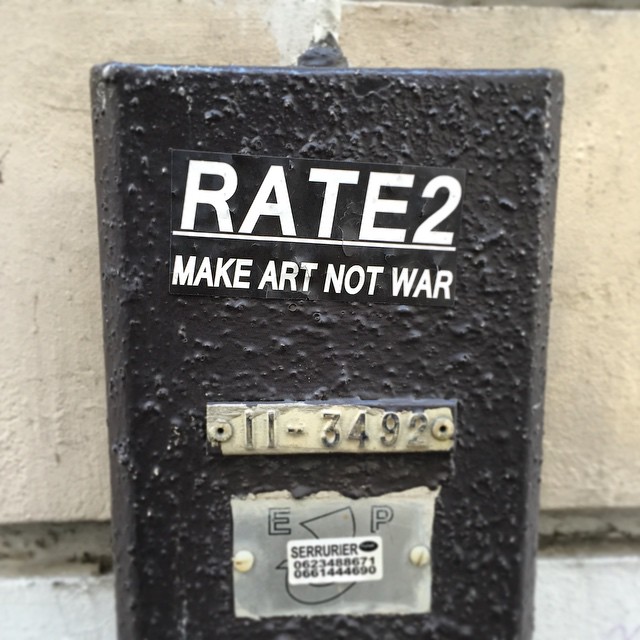 RATE2
MAKE ART NOT WAR
11-3492
E P
SERRURIER
0623488671
0661444690